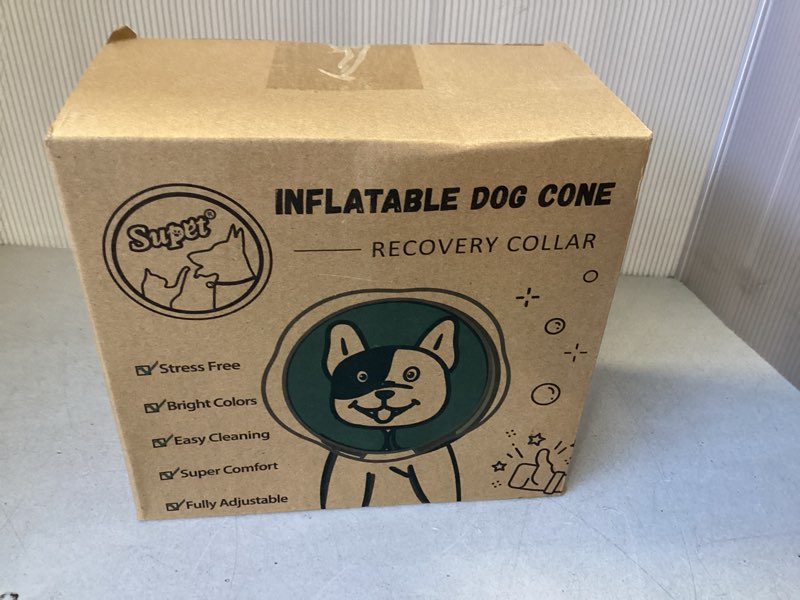 Supet®
INFLATABLE DOG CONE
RECOVERY COLLAR
Stress Free
Bright Colors
Easy Cleaning
Super Comfort
Fully Adjustable